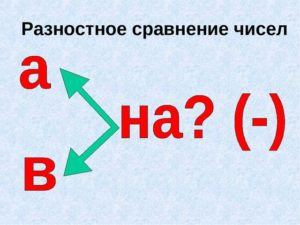 Разностное сравнение чисел
а
на? (-)
в